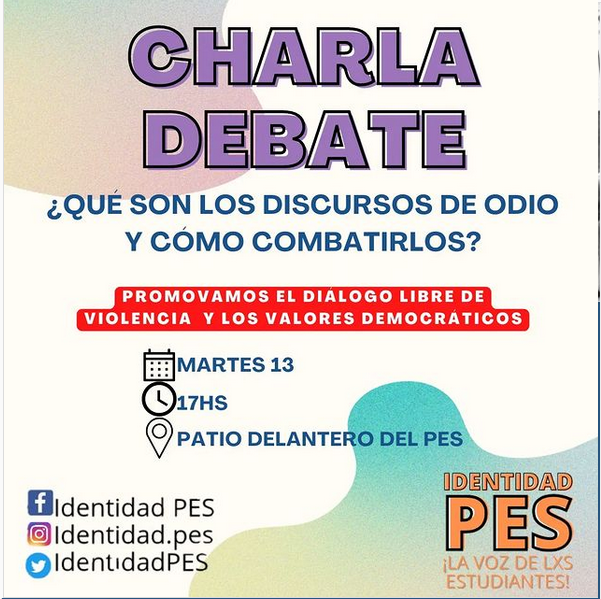 CHARLA
DEBATE
¿QUÉ SON LOS DISCURSOS DE ODIO
Y CÓMO COMBATIRLOS?
PROMOVAMOS EL DIÁLOGO LIBRE DE
VIOLENCIA Y LOS VALORES DEMOCRÁTICOS
MARTES 13
17HS
PATIO DELANTERO DEL PES
Identidad PES
Identidad.pes
IdentidadPES
IDENTIDAD
PES
¡LA VOZ DE LXS
ESTUDIANTES!